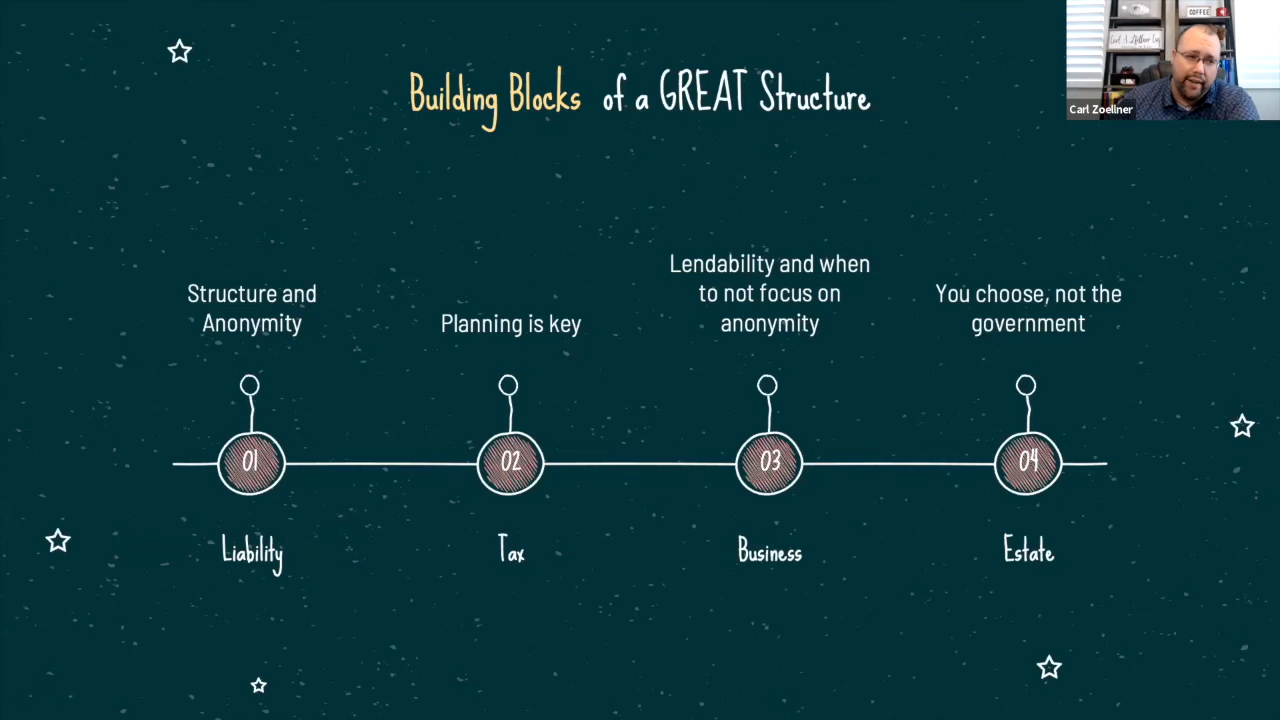 Building Blocks of a GREAT Structure
COFFEE
Carl Zoellner
Structure and
Anonymity
Planning is key
Lendability and when
to not focus on
anonymity
You choose, not the
government
01
02
03
04
Liability
Tax
Business
Estate